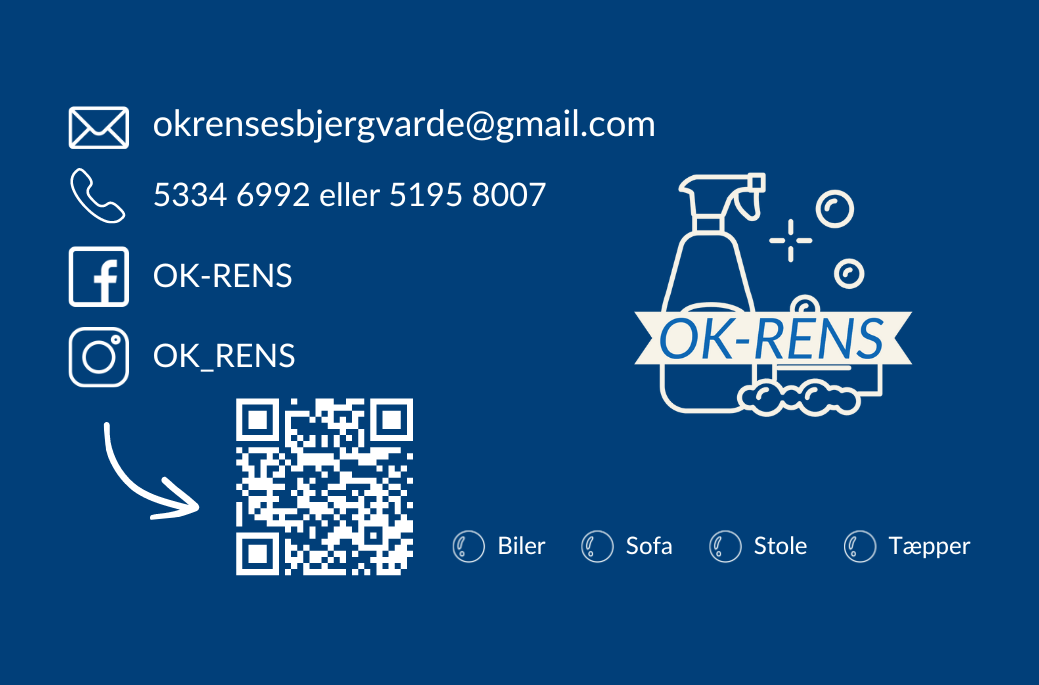 okrensesbjergvarde@gmail.com
5334 6992 eller 5195 8007
OK-RENS
OK_RENS
OK-RENS
Biler Sofa Stole Tæpper